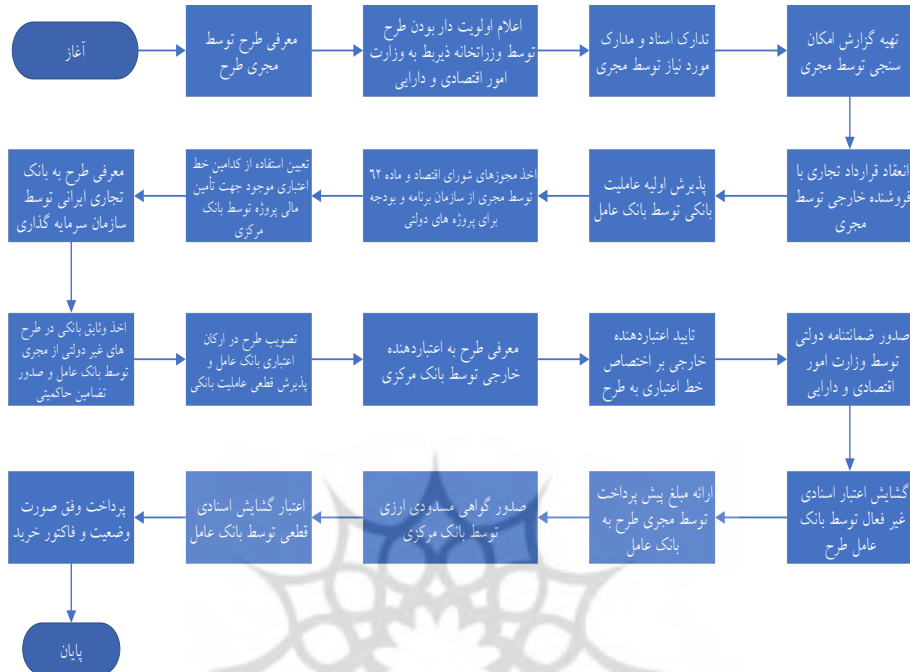 آغاز
معرفی طرح توسط
مجری طرح
اعلام اولویت دار بودن طرح
توسط وزراتخانه ذیربط به وزارت
امور اقتصادی و دارایی
تدارک اسناد و مدارک
مورد نیاز توسط مجری
تهیه گزارش امکان
سنجی توسط مجری
انعقاد قرارداد تجاری با
فروشنده خارجی توسط
مجری
پذیرش اولیه عاملیت
بانکی توسط بانک عامل
اخذ مجوزهای شورای اقتصاد و ماده ۶۲
توسط مجری از سازمان برنامه و بودجه
برای پروژه های دولتی
تعیین استفاده از کدامین خط
اعتباری موجود جهت تأمین
مالی پروژه توسط بانک
مرکزی
معرفی طرح به بانک
تجاری ایرانی توسط
سازمان سرمایه گذاری
اخذ وثایق بانکی در طرح
های غیر دولتی از مجری
توسط بانک عامل و صدور
تضامین حاکمیتی
تصویب طرح در ارکان
اعتباری بانک عامل و
پذیرش قطعی عاملیت بانکی
معرفی طرح به اعتباردهنده
خارجی توسط بانک مرکزی
تایید اعتباردهنده
خارجی بر اختصاص
خط اعتباری به طرح
صدور ضمانتنامه دولتی
توسط وزارت امور
اقتصادی و دارایی
گشایش اعتبار اسنادی
غیر فعال توسط بانک
عامل طرح
ارائه مبلغ پیش پرداخت
توسط مجری طرح به
بانک عامل
صدور گواهی مسدودی ارزی
توسط بانک مرکزی
اعتبار گشایش اسنادی
قطعی توسط بانک عامل
پرداخت وفق صورت
وضعیت و فاکتور خرید
پایان